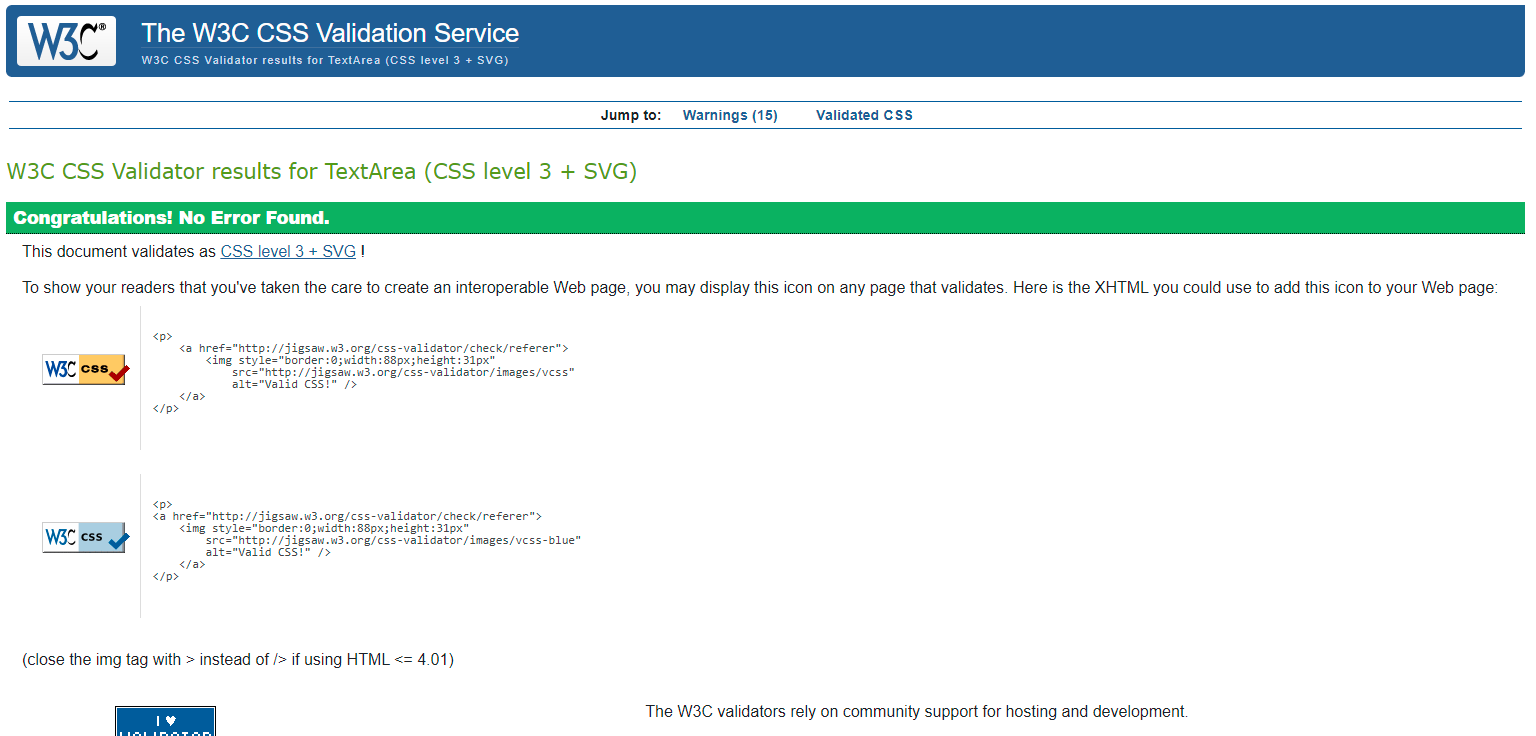 W3C®
The W3C CSS Validation Service
W3C CSS Validator results for TextArea (CSS level 3 + SVG)
Jump to: Warnings (15) Validated CSS
W3C CSS Validator results for TextArea (CSS level 3 + SVG)
Congratulations! No Error Found.
This document validates as CSS level 3 + SVG !
To show your readers that you've taken the care to create an interoperable Web page, you may display this icon on any page that validates. Here is the XHTML you could use to add this icon to your Web page:
W3C css
<p>
<a href="http://jigsaw.w3.org/css-validator/check/referer">
<img style="border:0;width:88px;height:31px"
src="http://jigsaw.w3.org/css-validator/images/vcss"
alt="Valid CSS!" />
</a>
</p>
W3C css
<p>
<a href="http://jigsaw.w3.org/css-validator/check/referer">
<img style="border:0;width:88px;height:31px"
src="http://jigsaw.w3.org/css-validator/images/vcss-blue"
alt="Valid CSS!" />
</a>
</p>
(close the img tag with > instead of /> if using HTML <= 4.01)
I ♥
VALIDATOR
The W3C validators rely on community support for hosting and development.